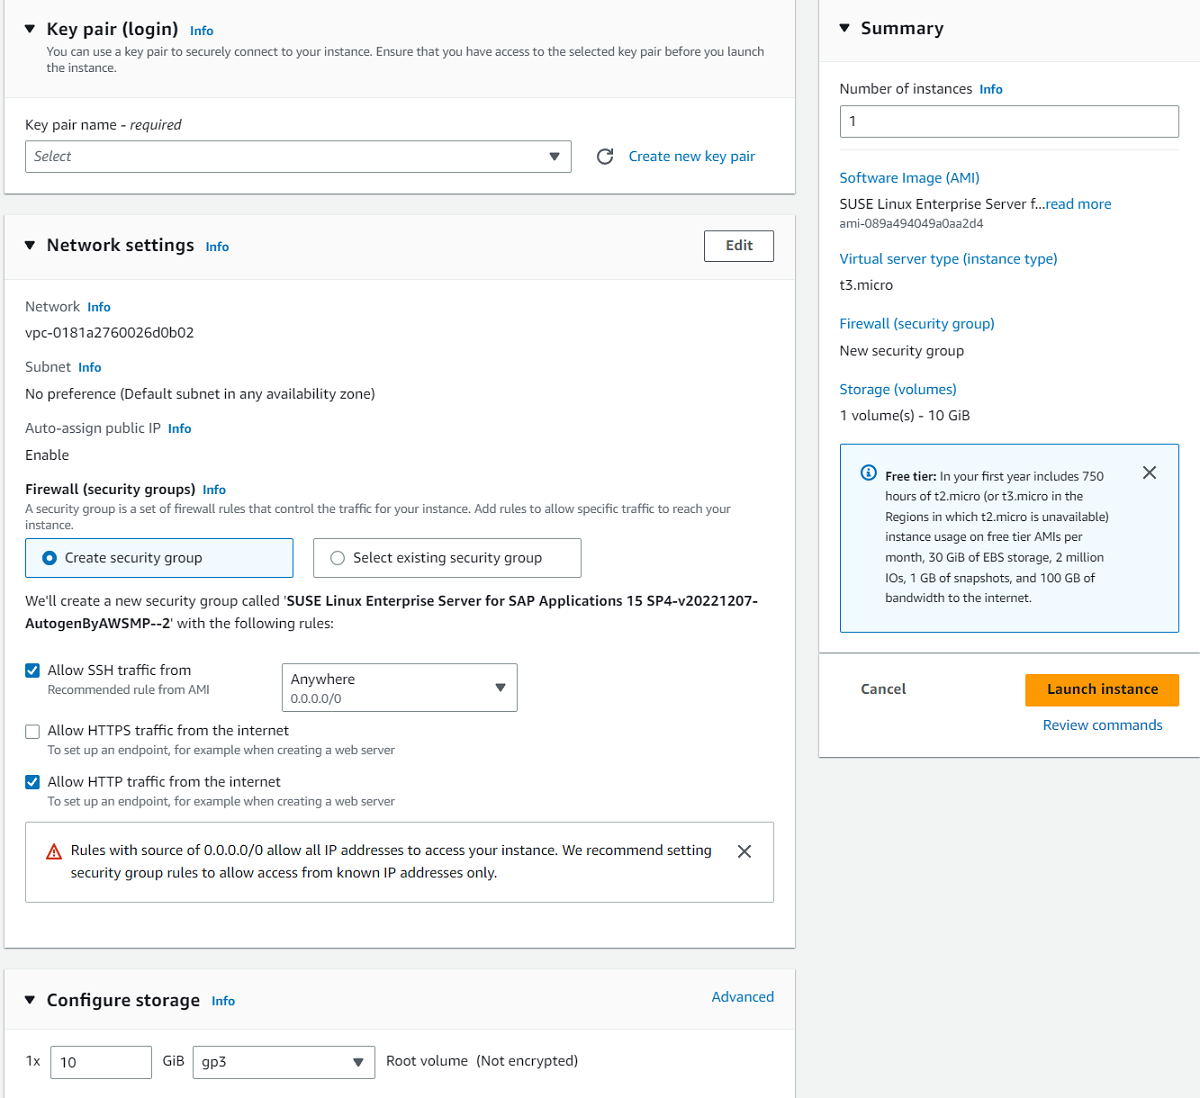 Key pair (login) Info
You can use a key pair to securely connect to your instance. Ensure that you have access to the selected key pair before you launch
the instance.
Key pair name - required
Select
Create new key pair
Network settings Info
Edit
Network Info
vpc-0181a2760026d0b02
Subnet Info
No preference (Default subnet in any availability zone)
Auto-assign public IP Info
Enable
Firewall (security groups) Info
A security group is a set of firewall rules that control the traffic for your instance. Add rules to allow specific traffic to reach your
instance.
Create security group
Select existing security group
We'll create a new security group called 'SUSE Linux Enterprise Server for SAP Applications 15 SP4-v20221207-
AutogenByAWSMP--2' with the following rules:
Allow SSH traffic from
Recommended rule from AMI
Anywhere
0.0.0.0/0
Allow HTTPS traffic from the internet
To set up an endpoint, for example when creating a web server
Allow HTTP traffic from the internet
To set up an endpoint, for example when creating a web server
Rules with source of 0.0.0.0/0 allow all IP addresses to access your instance. We recommend setting
security group rules to allow access from known IP addresses only.
Configure storage Info
Advanced
1x 10 GiB gp3 Root volume (Not encrypted)
Summary
Number of instances Info
1
Software Image (AMI)
SUSE Linux Enterprise Server f...read more
ami-089a494049a0aa2d4
Virtual server type (instance type)
t3.micro
Firewall (security group)
New security group
Storage (volumes)
1 volume(s) - 10 GiB
Free tier: In your first year includes 750
hours of t2.micro (or t3.micro in the
Regions in which t2.micro is unavailable)
instance usage on free tier AMIs per
month, 30 GiB of EBS storage, 2 million
IOs, 1 GB of snapshots, and 100 GB of
bandwidth to the internet.
Cancel
Launch instance
Review commands